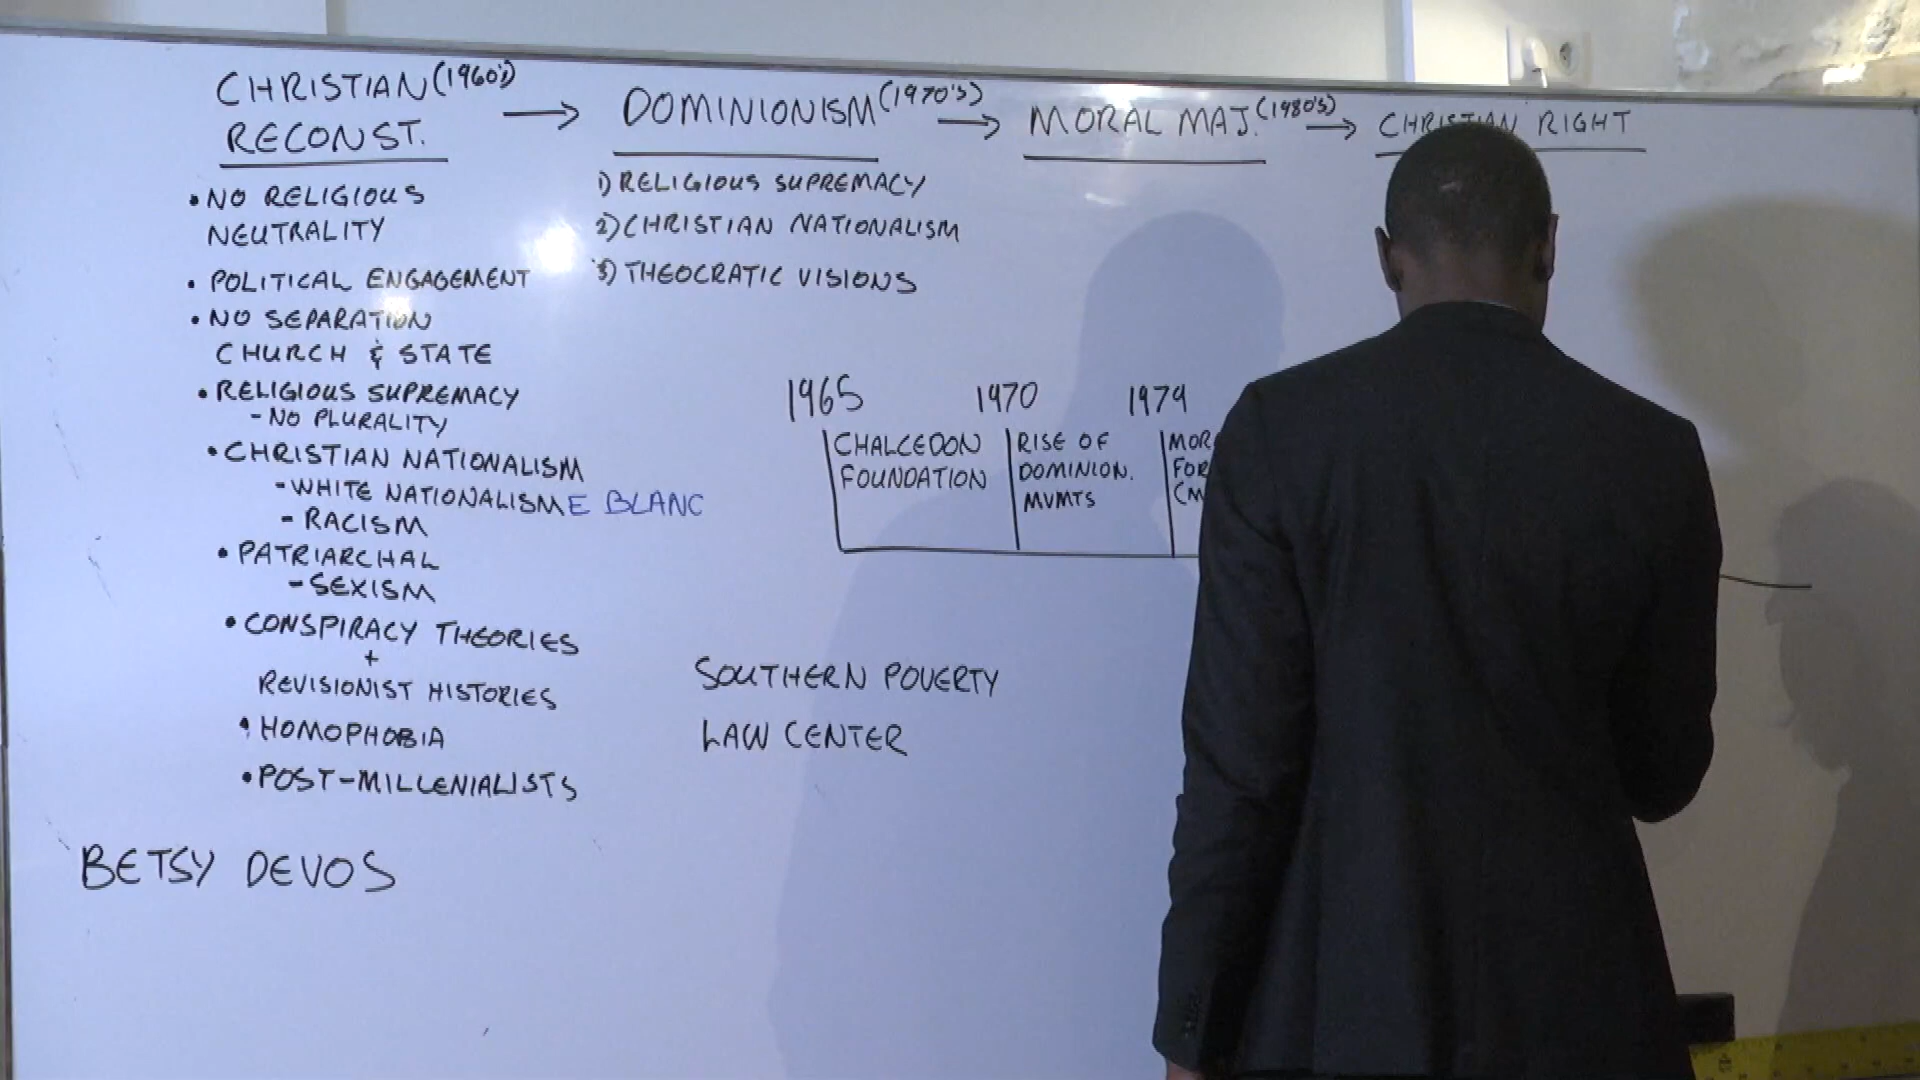 CHRISTIAN (1960's)
RECONST.
• NO RELIGIOUS
NEUTRALITY
• POLITICAL ENGAGEMENT
• NO SEPARATION
CHURCH & STATE
• RELIGIOUS SUPREMACY
- NO PLURALITY
• CHRISTIAN NATIONALISM
- WHITE NATIONALISM E BLANC
- RACISM
• PATRIARCHAL
- SEXISM
• CONSPIRACY THEORIES
+
REVISIONIST HISTORIES
• HOMOPHOBIA
• POST-MILLENIALISTS
BETSY DEVOS
→ DOMINIONISM (1970's)
1) RELIGIOUS SUPREMACY
2) CHRISTIAN NATIONALISM
3) THEOCRATIC VISIONS
→ MORAL MAJ. (1980's)
→ CHRISTIAN RIGHT
1965
CHALCEDON
FOUNDATION
1970
RISE OF
DOMINION.
MVMTS
1979
MOR
FOR
(M
SOUTHERN POVERTY
LAW CENTER